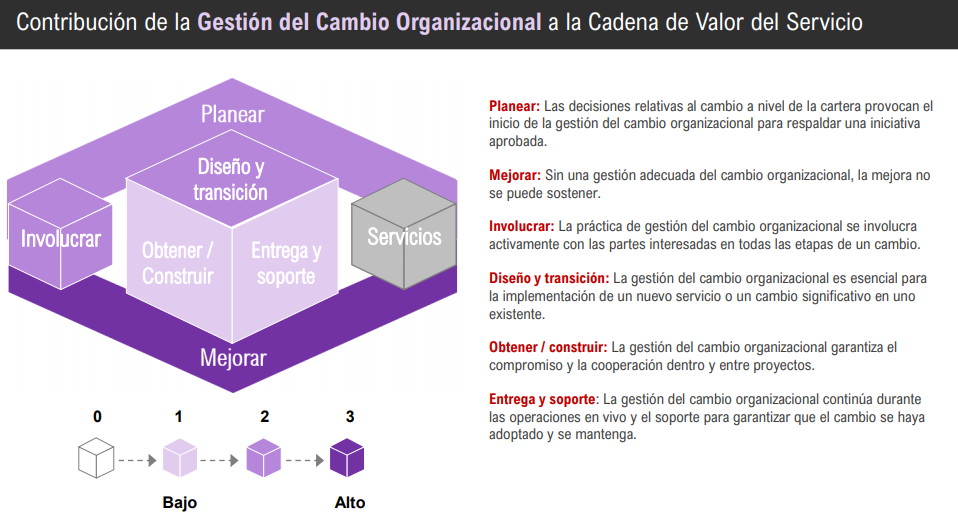 Contribución de la Gestión del Cambio Organizacional a la Cadena de Valor del Servicio
Planear
Diseño y
transición
Involucrar
Obtener /
Construir
Entrega y
soporte
Servicios
Mejorar
0 1 2 3
Bajo Alto
Planear: Las decisiones relativas al cambio a nivel de la cartera provocan el
inicio de la gestión del cambio organizacional para respaldar una iniciativa
aprobada.
Mejorar: Sin una gestión adecuada del cambio organizacional, la mejora no
se puede sostener.
Involucrar: La práctica de gestión del cambio organizacional se involucra
activamente con las partes interesadas en todas las etapas de un cambio.
Diseño y transición: La gestión del cambio organizacional es esencial para
la implementación de un nuevo servicio o un cambio significativo en uno
existente.
Obtener / construir: La gestión del cambio organizacional garantiza el
compromiso y la cooperación dentro y entre proyectos.
Entrega y soporte: La gestión del cambio organizacional continúa durante
las operaciones en vivo y el soporte para garantizar que el cambio se haya
adoptado y se mantenga.